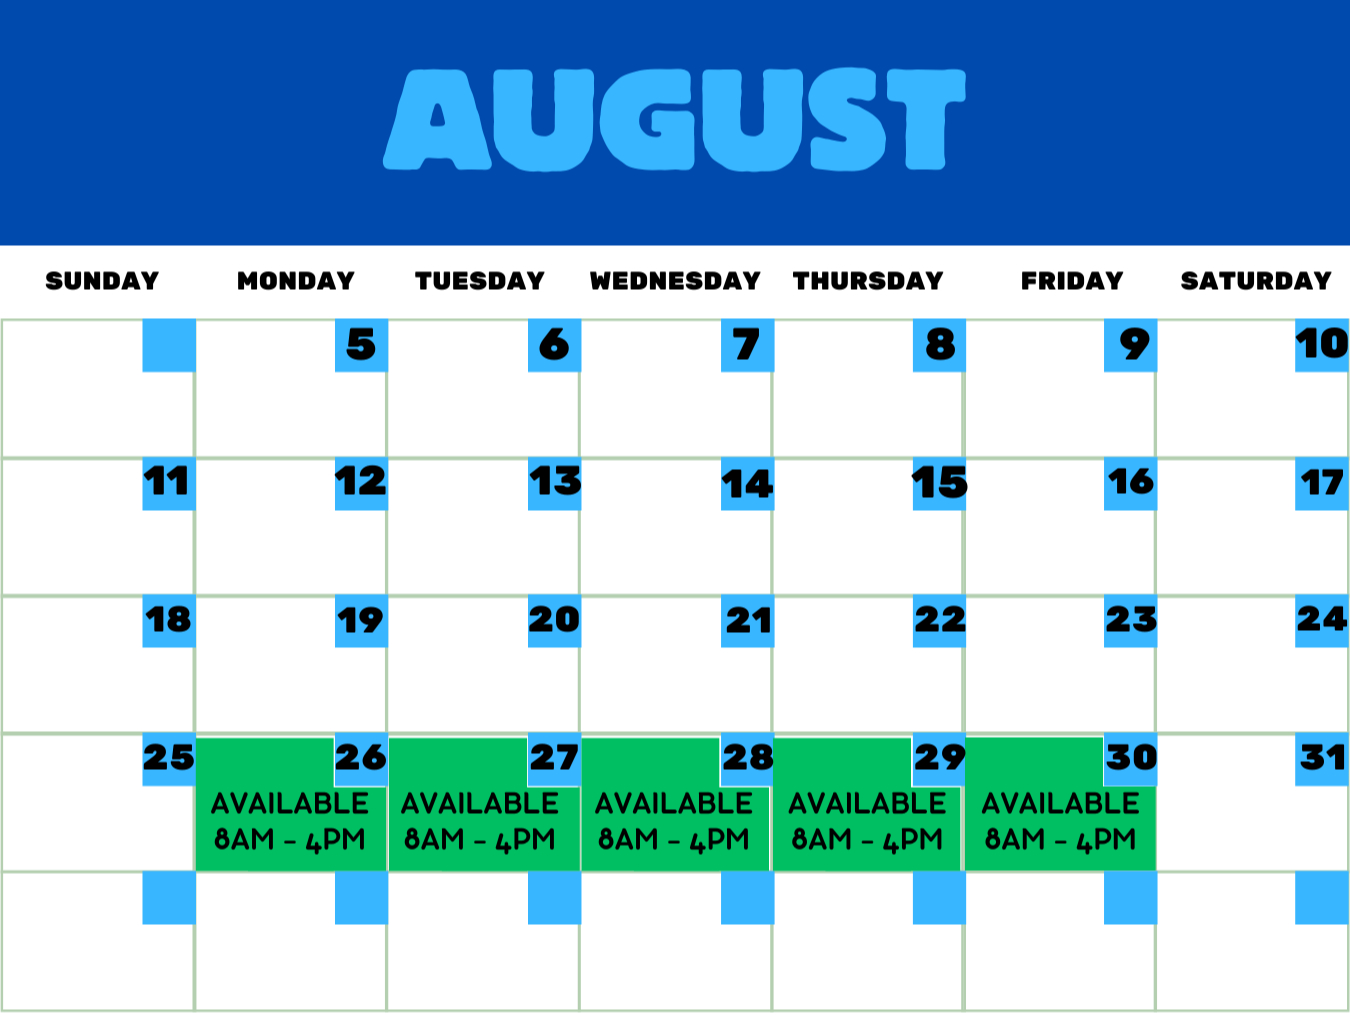 AUGUST
SUNDAY MONDAY TUESDAY WEDNESDAY THURSDAY FRIDAY SATURDAY
5 6 7 8 9 10
11 12 13 14 15 16 17
18 19 20 21 22 23 24
25 26 27 28 29 30 31
AVAILABLE AVAILABLE AVAILABLE AVAILABLE AVAILABLE
8AM - 4PM 8AM - 4PM 8AM - 4PM 8AM - 4PM 8AM - 4PM